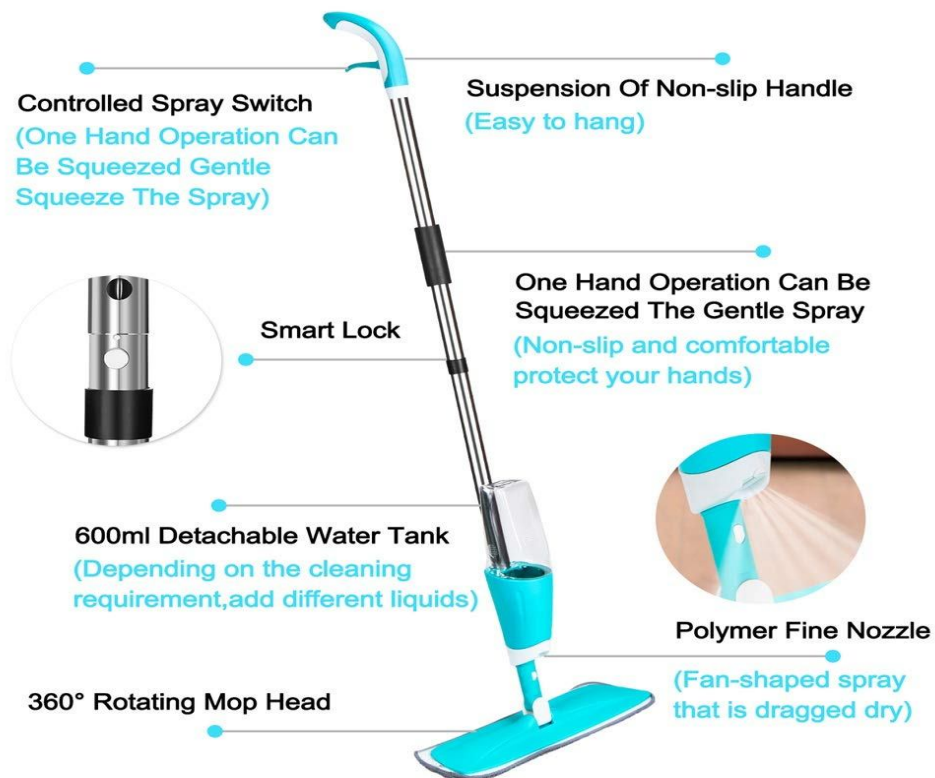 Controlled Spray Switch
(One Hand Operation Can
Be Squeezed Gentle
Squeeze The Spray)
Suspension Of Non-slip Handle
(Easy to hang)
One Hand Operation Can Be
Squeezed The Gentle Spray
(Non-slip and comfortable
protect your hands)
Smart Lock
600ml Detachable Water Tank
(Depending on the cleaning
requirement,add different liquids)
Polymer Fine Nozzle
(Fan-shaped spray
that is dragged dry)
360° Rotating Mop Head